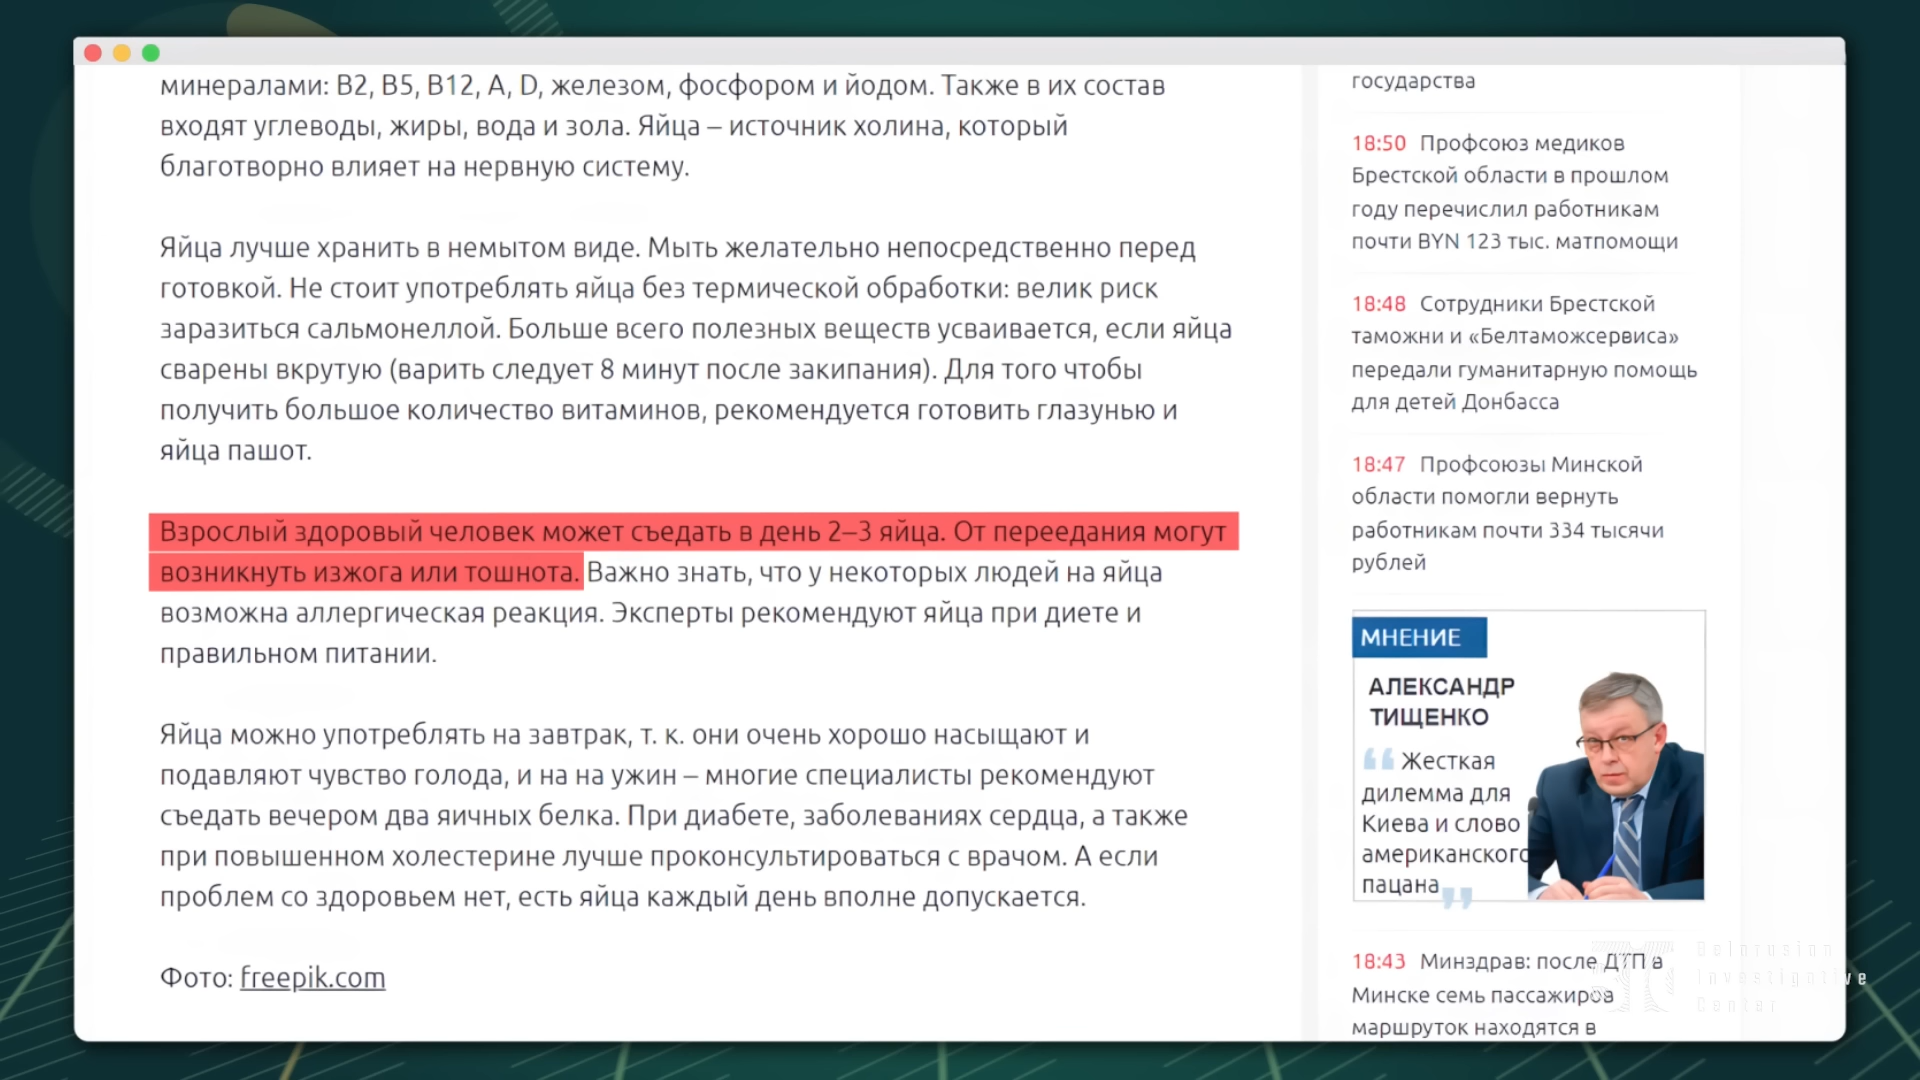 минералами: В2, В5, В12, А, D, железом, фосфором и йодом. Также в их состав
входят углеводы, жиры, вода и зола. Яйца – источник холина, который
благотворно влияет на нервную систему.
Яйца лучше хранить в немытом виде. Мыть желательно непосредственно перед
готовкой. Не стоит употреблять яйца без термической обработки: велик риск
заразиться сальмонеллой. Больше всего полезных веществ усваивается, если яйца
сварены вкрутую (варить следует 8 минут после закипания). Для того чтобы
получить большое количество витаминов, рекомендуется готовить глазунью и
яйца пашот.
Взрослый здоровый человек может съедать в день 2–3 яйца. От переедания могут
возникнуть изжога или тошнота. Важно знать, что у некоторых людей на яйца
возможна аллергическая реакция. Эксперты рекомендуют яйца при диете и
правильном питании.
Яйца можно употреблять на завтрак, т. к. они очень хорошо насыщают и
подавляют чувство голода, и на на ужин – многие специалисты рекомендуют
съедать вечером два яичных белка. При диабете, заболеваниях сердца, а также
при повышенном холестерине лучше проконсультироваться с врачом. А если
проблем со здоровьем нет, есть яйца каждый день вполне допускается.
Фото: freepik.com
государства
18:50 Профсоюз медиков
Брестской области в прошлом
году перечислил работникам
почти BYN 123 тыс. матпомощи
18:48 Сотрудники Брестской
таможни и «Белтаможсервиса»
передали гуманитарную помощь
для детей Донбасса
18:47 Профсоюзы Минской
области помогли вернуть
работникам почти 334 тысячи
рублей
МНЕНИЕ
АЛЕКСАНДР
ТИЩЕНКО
“Жесткая
дилемма для
Киева и слово
американского
пацана”
18:43 Минздрав: после ДТП в
Минске семь пассажиров
маршруток находятся в
Belarusian
Investigative
Center